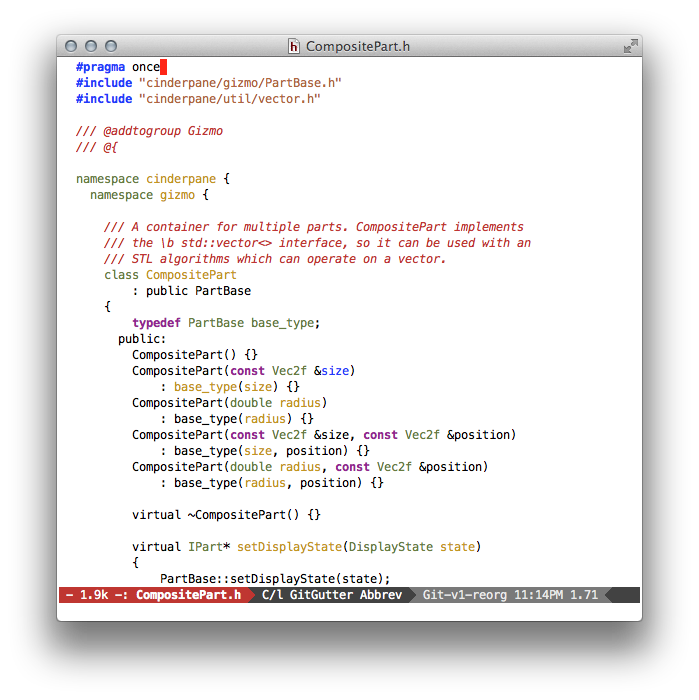 CompositePart.h
#pragma once
#include "cinderpane/gizmo/PartBase.h"
#include "cinderpane/util/vector.h"
/// @addtogroup Gizmo
/// @{
namespace cinderpane {
namespace gizmo {
/// A container for multiple parts. CompositePart implements
/// the \b std::vector<> interface, so it can be used with an
/// STL algorithms which can operate on a vector.
class CompositePart
: public PartBase
{
typedef PartBase base_type;
public:
CompositePart() {}
CompositePart(const Vec2f &size)
: base_type(size) {}
CompositePart(double radius)
: base_type(radius) {}
CompositePart(const Vec2f &size, const Vec2f &position)
: base_type(size, position) {}
CompositePart(double radius, const Vec2f &position)
: base_type(radius, position) {}
virtual ~CompositePart() {}
virtual IPart* setDisplayState(DisplayState state)
{
PartBase::setDisplayState(state);
- 1.9k -: CompositePart.h C/l GitGutter Abbrev Git-v1-reorg 11:14PM 1.71